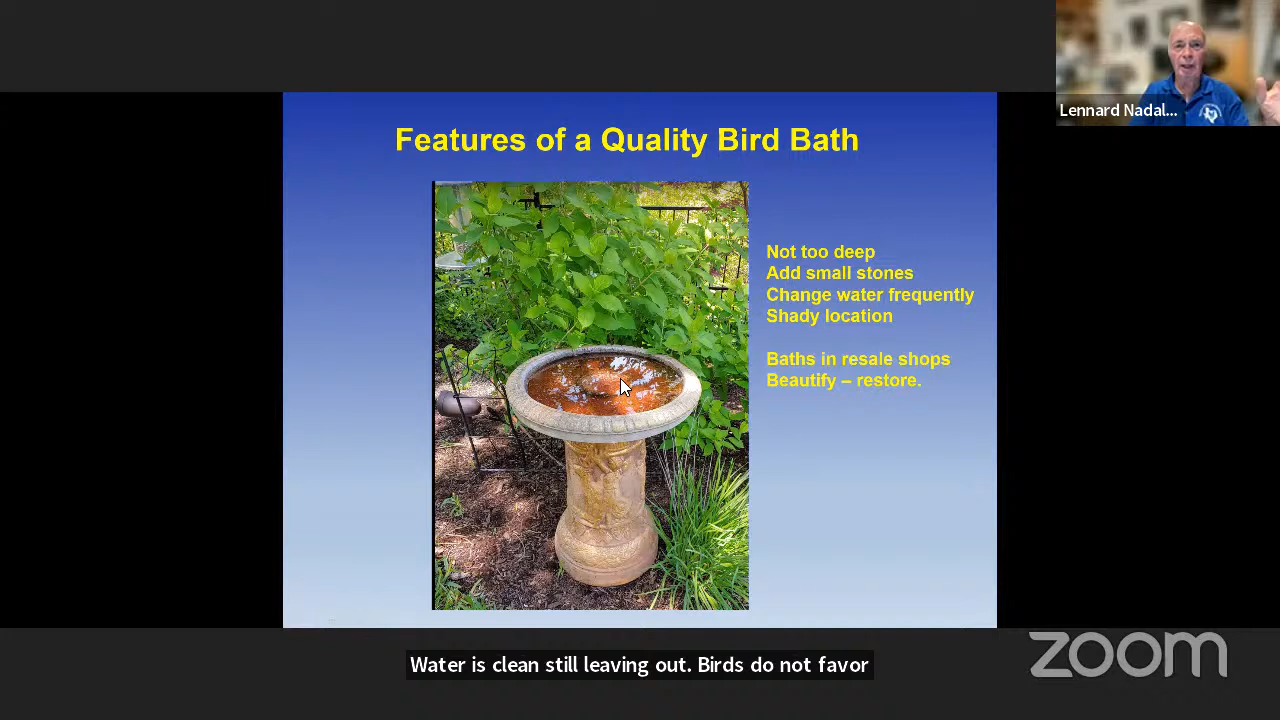 Lennard Nadal...
Features of a Quality Bird Bath
Not too deep
Add small stones
Change water frequently
Shady location
Baths in resale shops
Beautify – restore.
Water is clean still leaving out. Birds do not favor
zoom